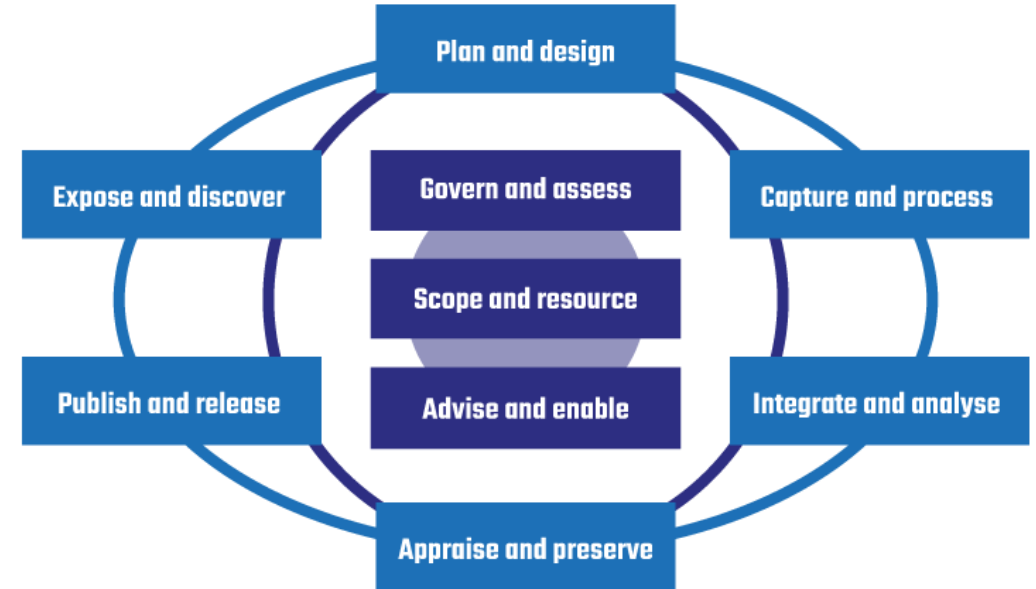 Plan and design
Expose and discover
Govern and assess
Capture and process
Scope and resource
Publish and release
Advise and enable
Integrate and analyse
Appraise and preserve